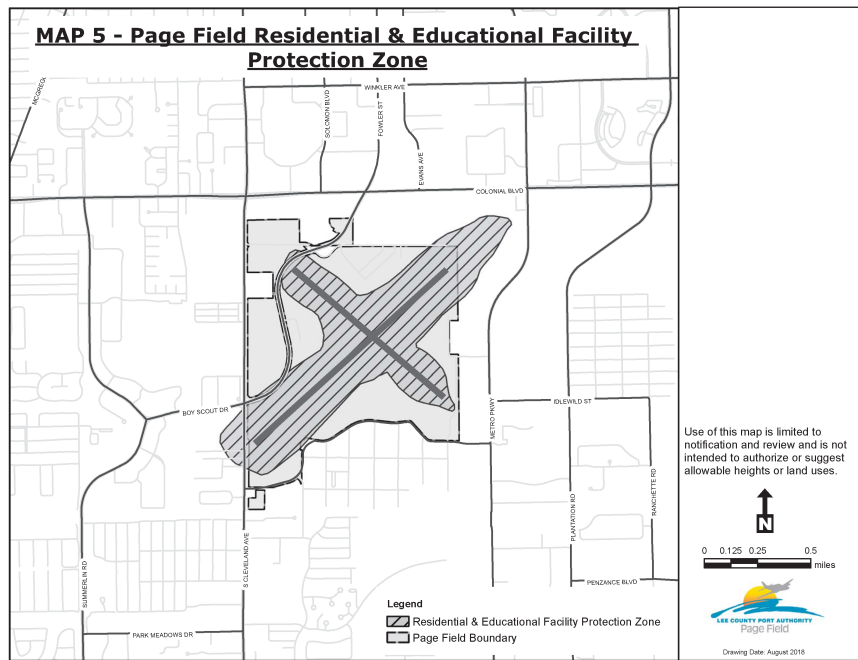 MAP 5 - Page Field Residential & Educational Facility
Protection Zone
WINKLER AVE
SOLOMON BLVD
FOWLER ST
EVANS AVE
COLONIAL BLVD
BOY SCOUT DR
METRO PKWY
IDLEWILD ST
RANCHETTE RD
PLANTATION RD
S CLEVELAND AVE
SUMMERLIN RD
PENZANCE BLVD
PARK MEADOWS DR
Legend
Residential & Educational Facility Protection Zone
Page Field Boundary
Use of this map is limited to
notification and review and is not
intended to authorize or suggest
allowable heights or land uses.
N
0 0.125 0.25 0.5
miles
LEE COUNTY PORT AUTHORITY
Page Field
Drawing Date: August 2018